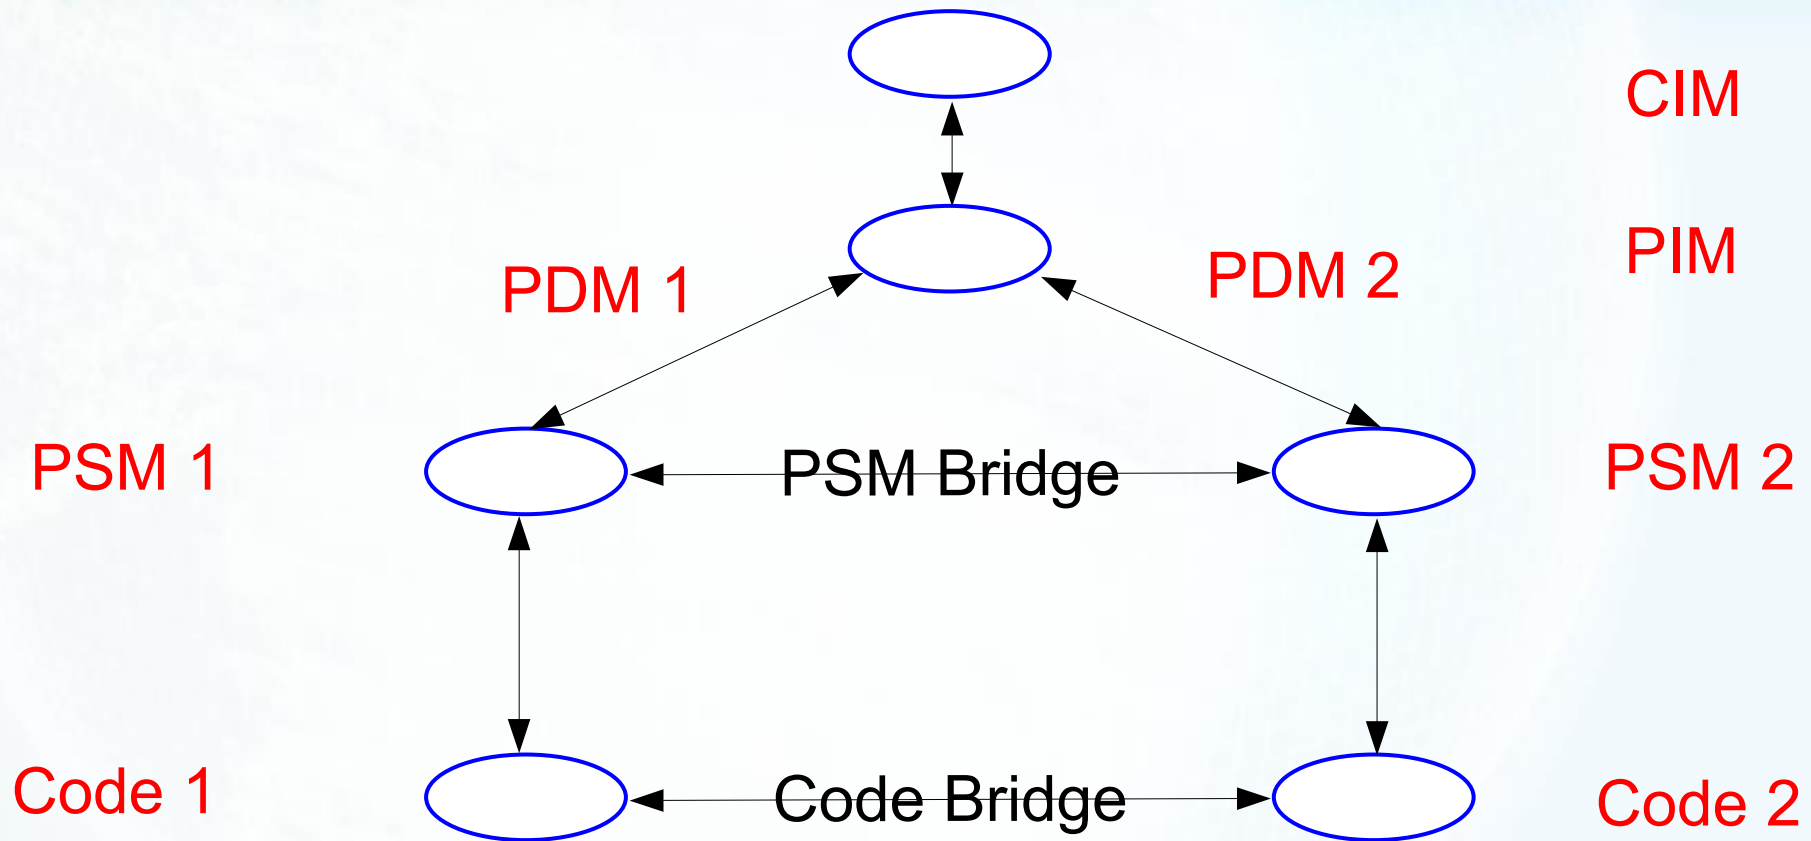 CIM
PIM
PDM 1
PDM 2
PSM 1
PSM Bridge
PSM 2
Code 1
Code Bridge
Code 2